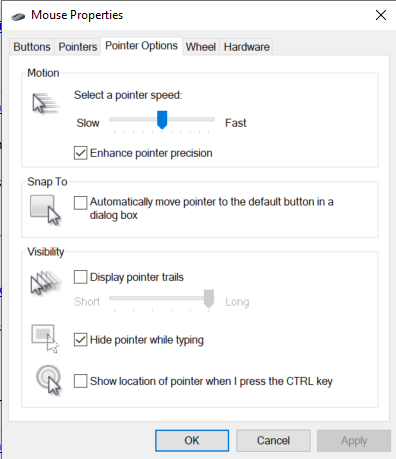 Mouse Properties
Buttons Pointers Pointer Options Wheel Hardware
Motion
Select a pointer speed:
Slow Fast
Enhance pointer precision
Snap To
Automatically move pointer to the default button in a
dialog box
Visibility
Display pointer trails
Short Long
Hide pointer while typing
Show location of pointer when I press the CTRL key
OK Cancel Apply